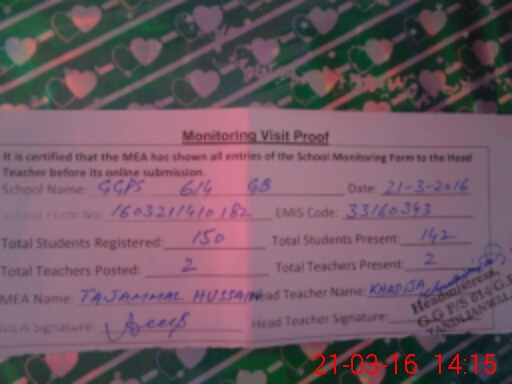 Monitoring Visit Proof
It is certified that the MEA has shown all entries of the School Monitoring Form to the Head
Teacher before its online submission.
School Name: GGPS 614 GB Date: 21-3-2016
School Form No. 1603211410182 EMIS Code: 33160343
Total Students Registered: 150 Total Students Present: 142
Total Teachers Posted: 2 Total Teachers Present: 2
MEA Name: TAJAMMAL HUSSAIN Head Teacher Name: KHADIJA
MEA Signature: Head Teacher Signature:
Headmistress,
G.G P/S 614/G.B
TANDLIANWALA
21-03-16 14:15